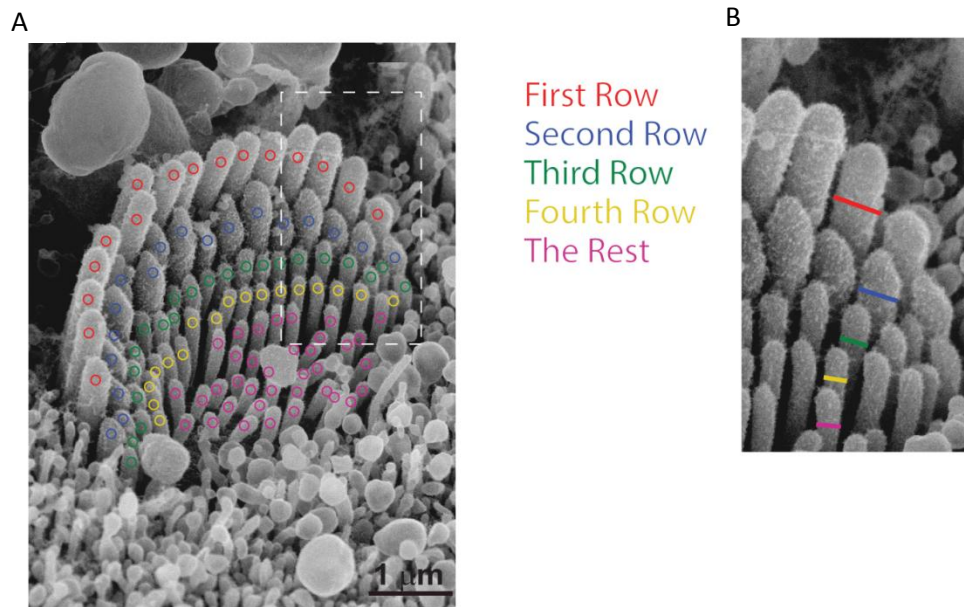 A
B
First Row
Second Row
Third Row
Fourth Row
The Rest
1 μm